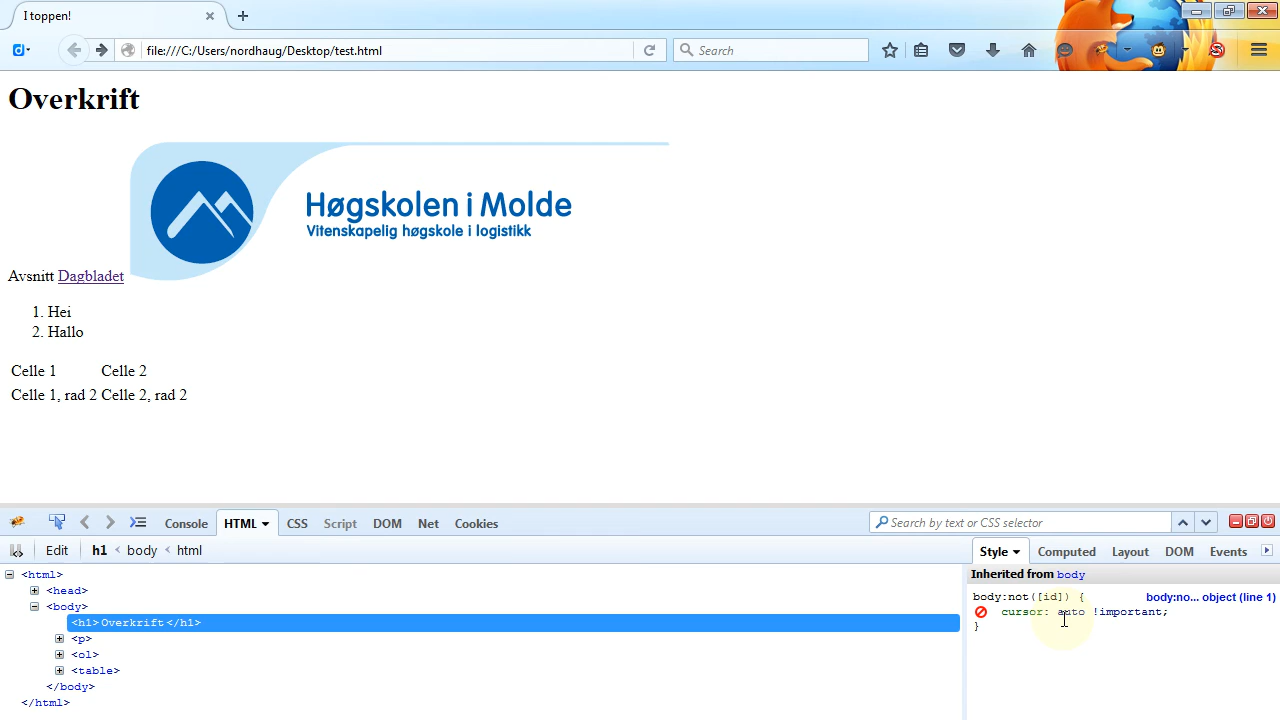 I toppen!
file:///C:/Users/nordhaug/Desktop/test.html
Search
Overkrift
Høgskolen i Molde
Vitenskapelig høgskole i logistikk
Avsnitt Dagbladet
1. Hei
2. Hallo
Celle 1 Celle 2
Celle 1, rad 2 Celle 2, rad 2
Console HTML CSS Script DOM Net Cookies
Search by text or CSS selector
Edit h1 < body < html
Style Computed Layout DOM Events
<html>
<head>
<body>
<h1>Overkrift</h1>
<p>
<ol>
<table>
</body>
</html>
Inherited from body
body:not([id]) { body:no... object (line 1)
cursor: auto !important;
}